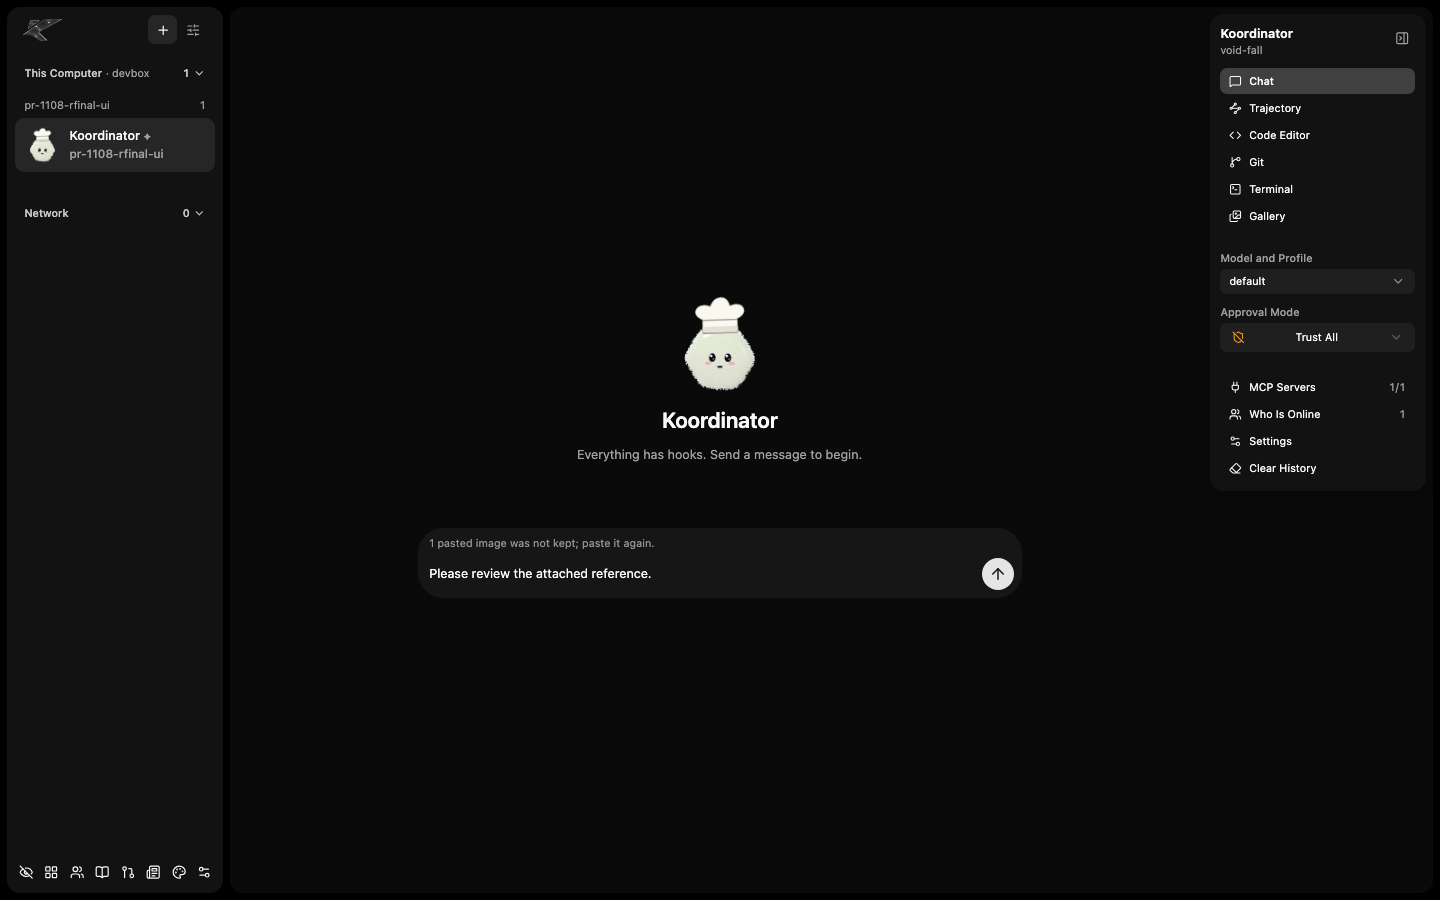 This Computer · devbox 1
pr-1108-rfinal-ui 1
Koordinator
pr-1108-rfinal-ui
Network 0
Koordinator
Everything has hooks. Send a message to begin.
1 pasted image was not kept; paste it again.
Please review the attached reference.
Koordinator
void-fall
Chat
Trajectory
Code Editor
Git
Terminal
Gallery
Model and Profile
default
Approval Mode
Trust All
MCP Servers 1/1
Who Is Online 1
Settings
Clear History